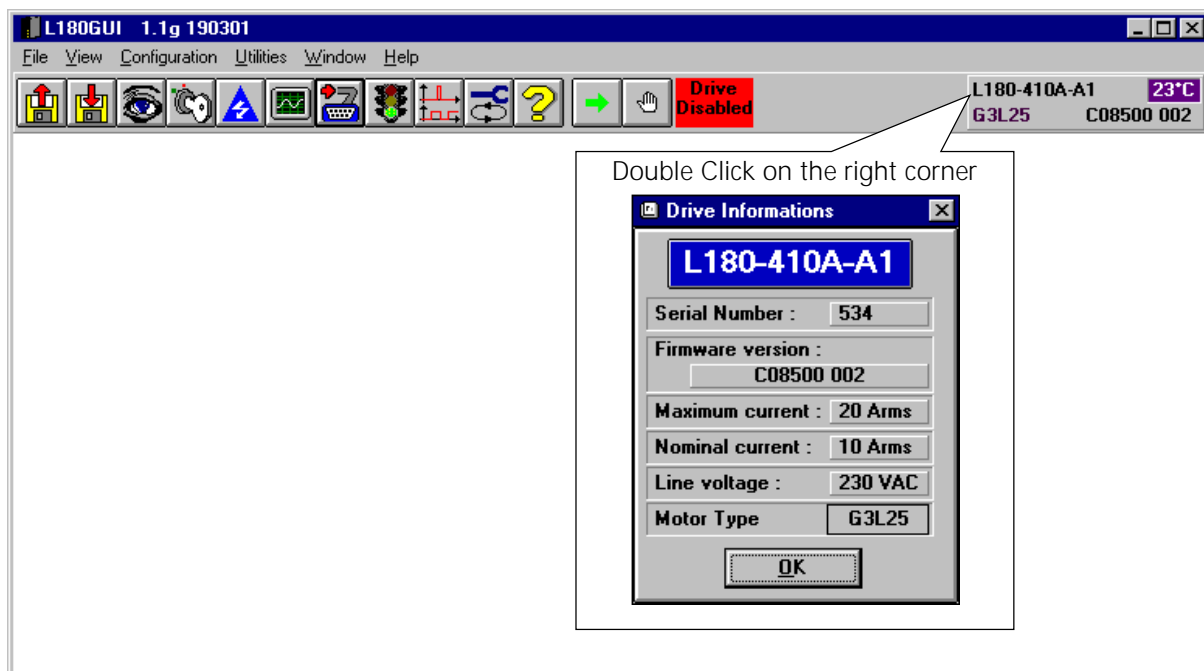 L180GUI 1.1g 190301
File View Configuration Utilities Window Help
Drive
Disabled
L180-410A-A1 23°C
G3L25 C08500 002
Double Click on the right corner
Drive Informations
L180-410A-A1
Serial Number : 534
Firmware version :
C08500 002
Maximum current : 20 Arms
Nominal current : 10 Arms
Line voltage : 230 VAC
Motor Type G3L25
OK